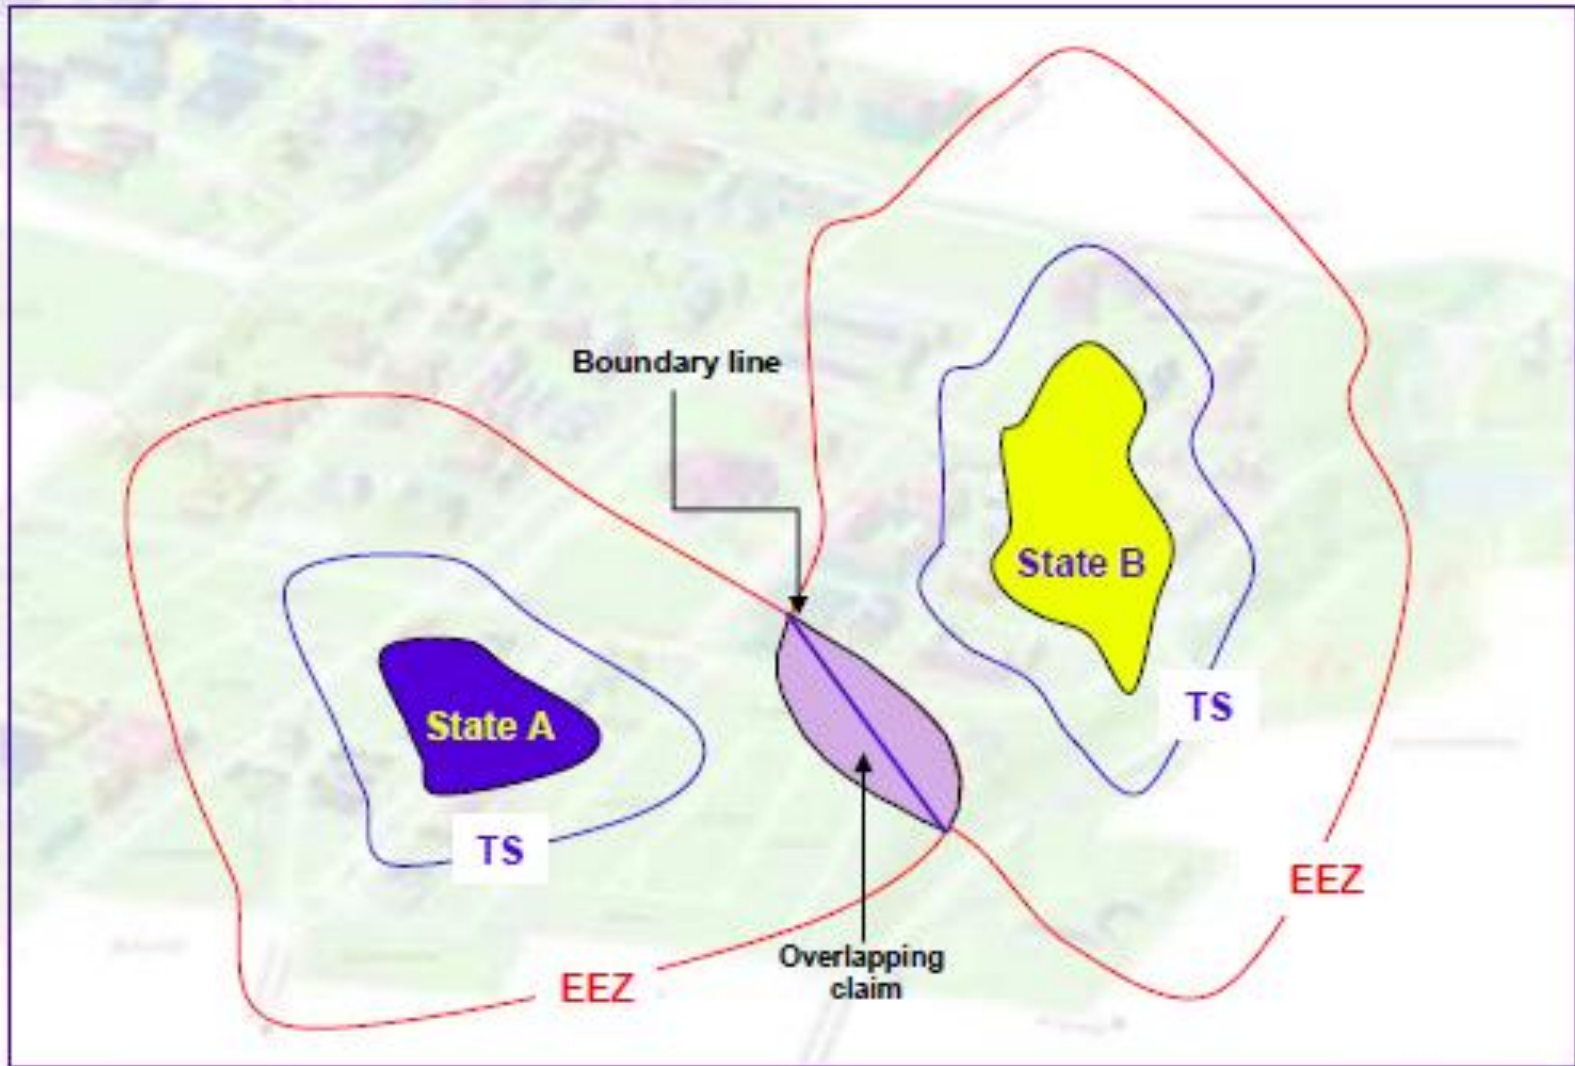 Boundary line
State B
TS
State A
TS
EEZ
Overlapping
claim
EEZ